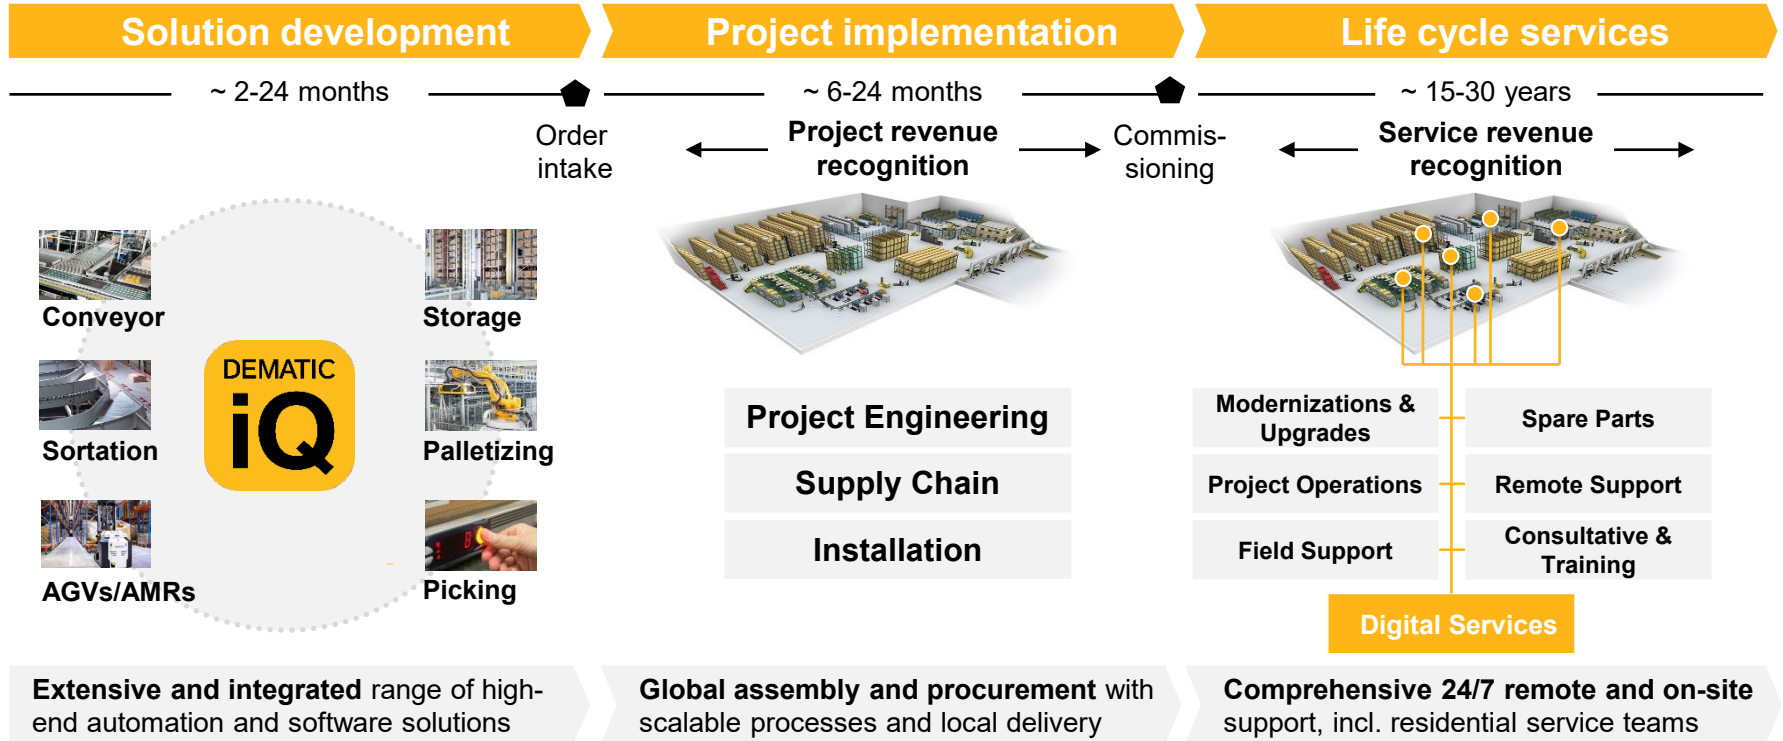 Solution development
Project implementation
Life cycle services
~ 2-24 months
~ 6-24 months
~ 15-30 years
Order
intake
Project revenue
recognition
Commis-
sioning
Service revenue
recognition
Conveyor
Storage
DEMATIC
iQ
Sortation
Palletizing
AGVs/AMRs
Picking
Project Engineering
Supply Chain
Installation
Modernizations &
Upgrades
Spare Parts
Project Operations
Remote Support
Field Support
Consultative &
Training
Digital Services
Extensive and integrated range of high-
end automation and software solutions
Global assembly and procurement with
scalable processes and local delivery
Comprehensive 24/7 remote and on-site
support, incl. residential service teams